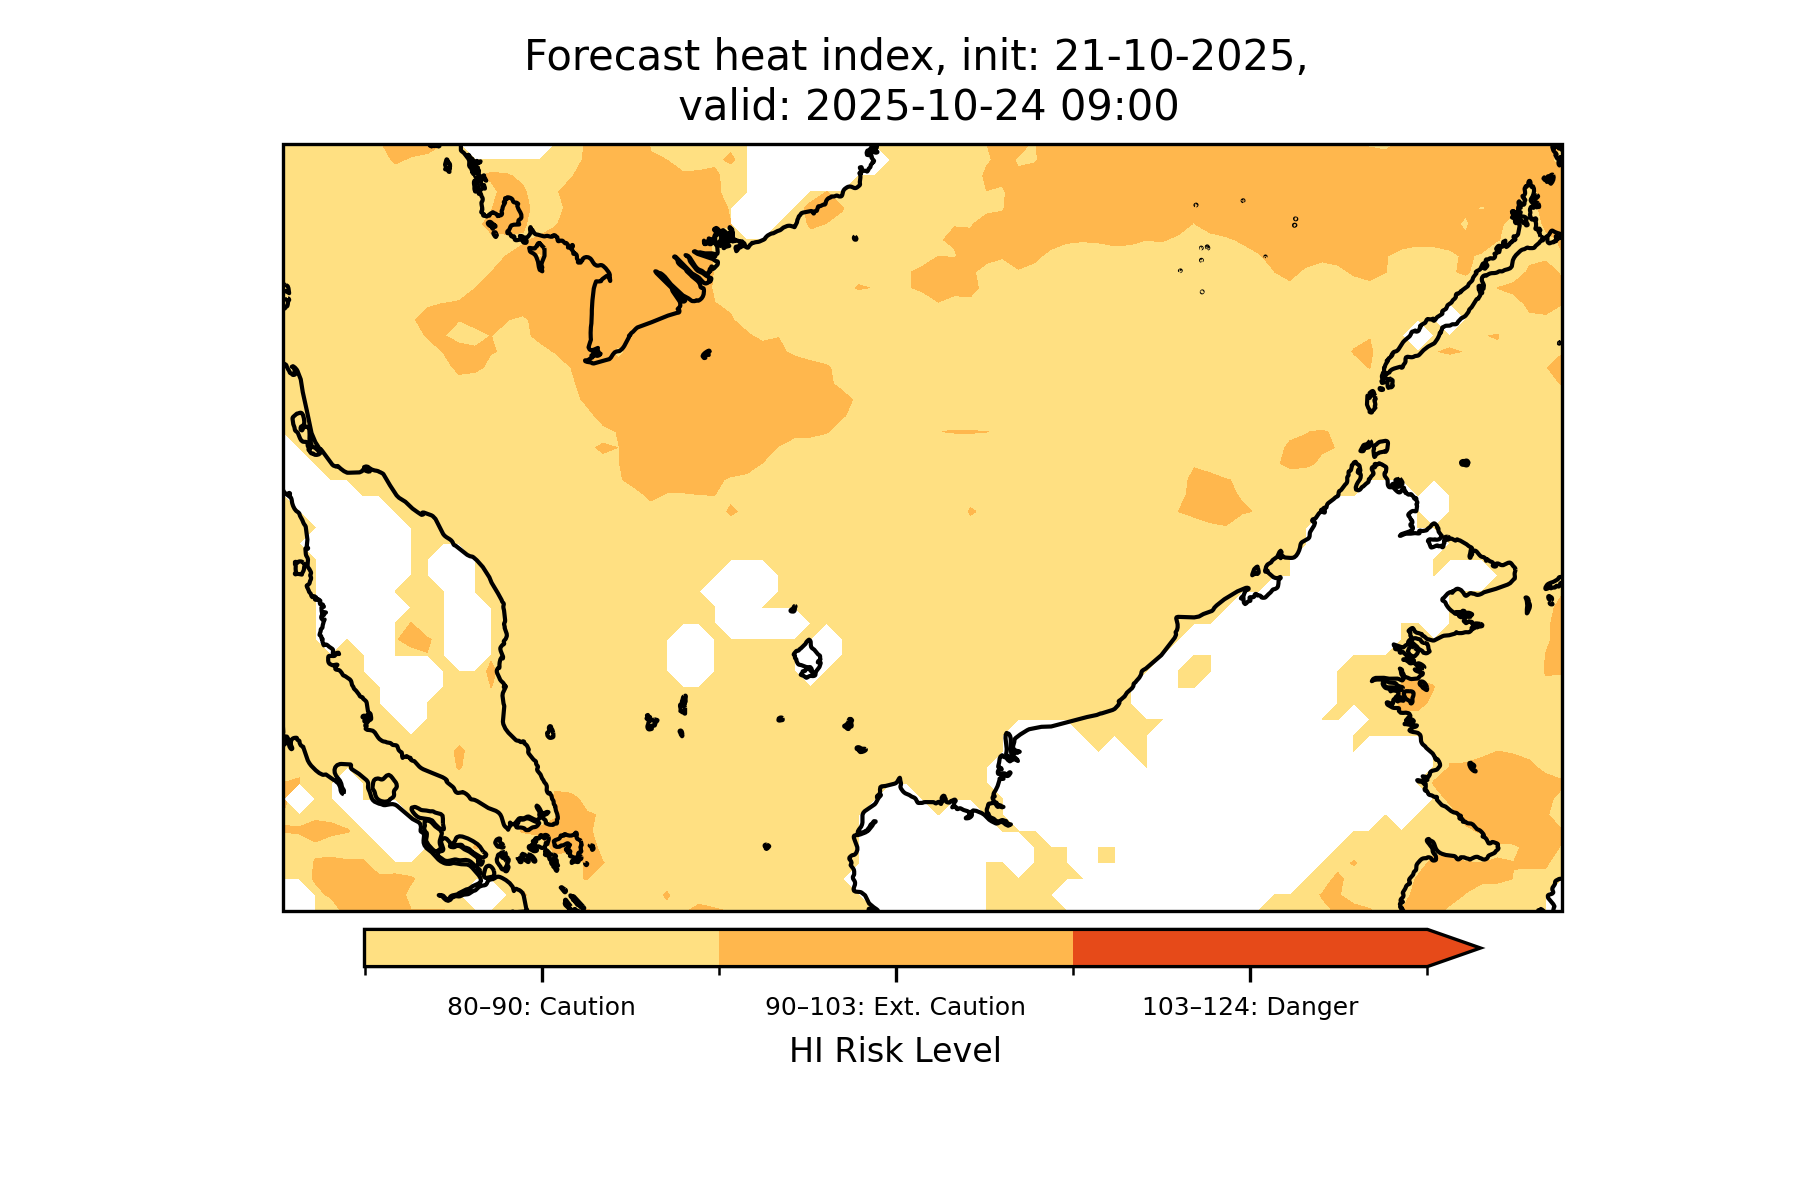 Forecast heat index, init: 21-10-2025,
valid: 2025-10-24 09:00
80–90: Caution
90–103: Ext. Caution
103–124: Danger
HI Risk Level